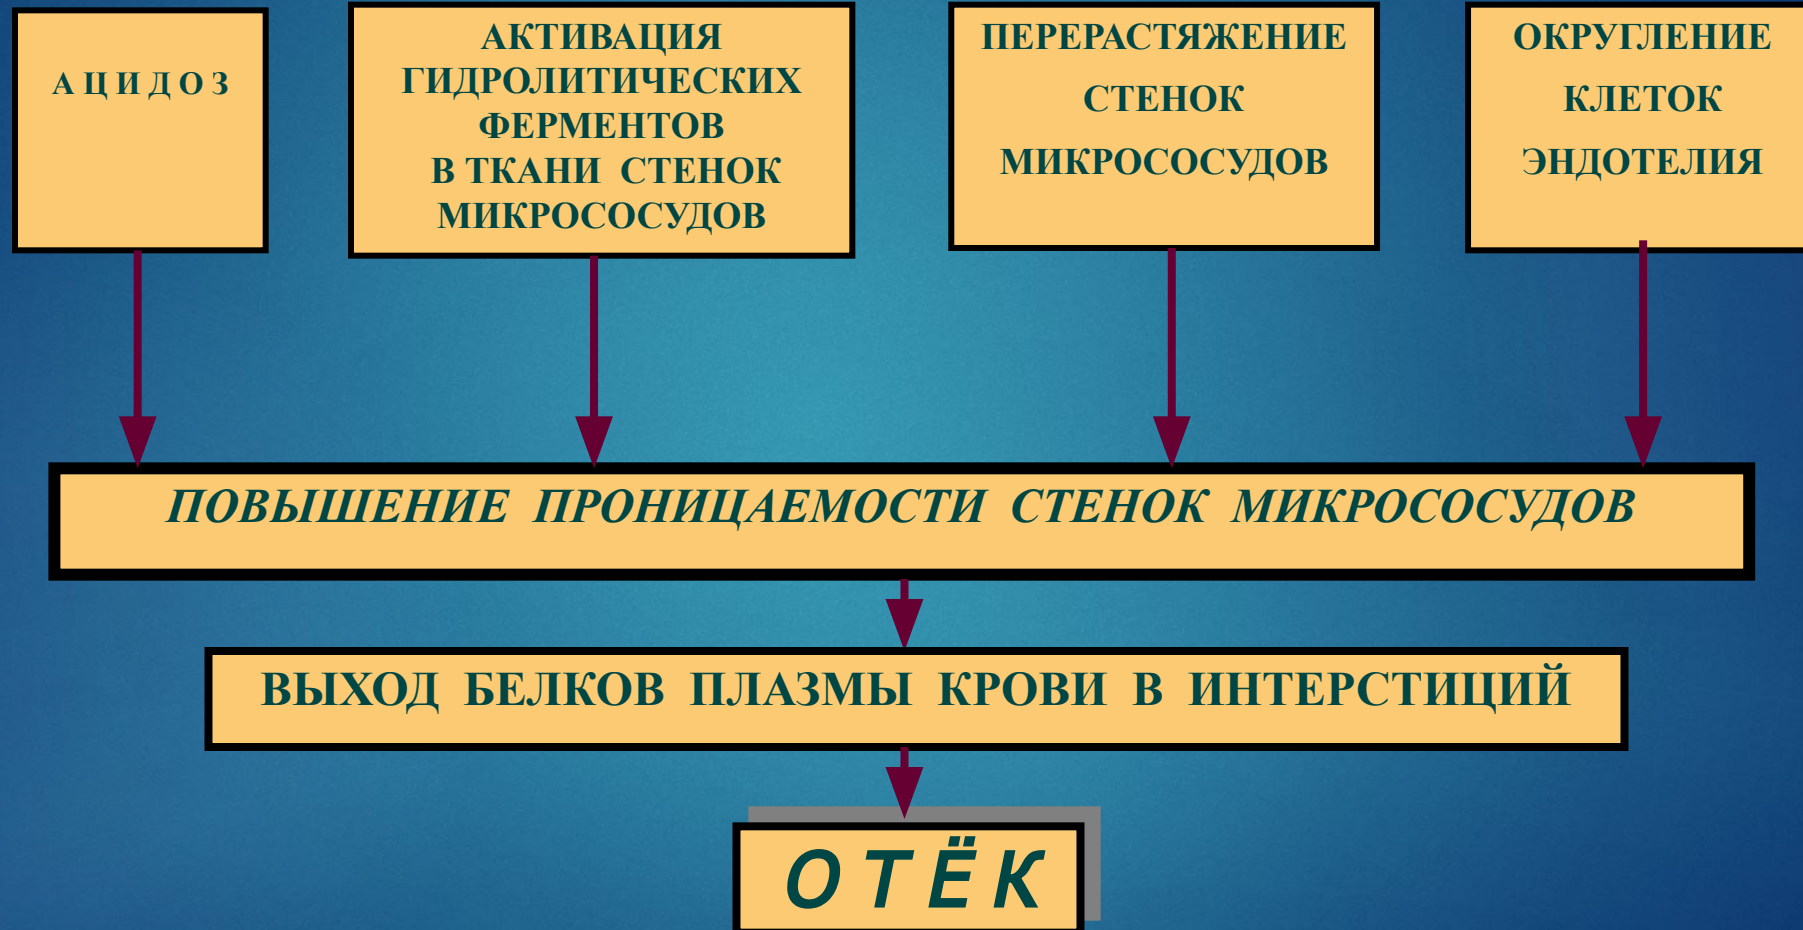 А Ц И Д О З
АКТИВАЦИЯ
ГИДРОЛИТИЧЕСКИХ
ФЕРМЕНТОВ
В ТКАНИ СТЕНОК
МИКРОСОСУДОВ
ПЕРЕРАСТЯЖЕНИЕ
СТЕНОК
МИКРОСОСУДОВ
ОКРУГЛЕНИЕ
КЛЕТОК
ЭНДОТЕЛИЯ
ПОВЫШЕНИЕ ПРОНИЦАЕМОСТИ СТЕНОК МИКРОСОСУДОВ
ВЫХОД БЕЛКОВ ПЛАЗМЫ КРОВИ В ИНТЕРСТИЦИЙ
О Т Ё К